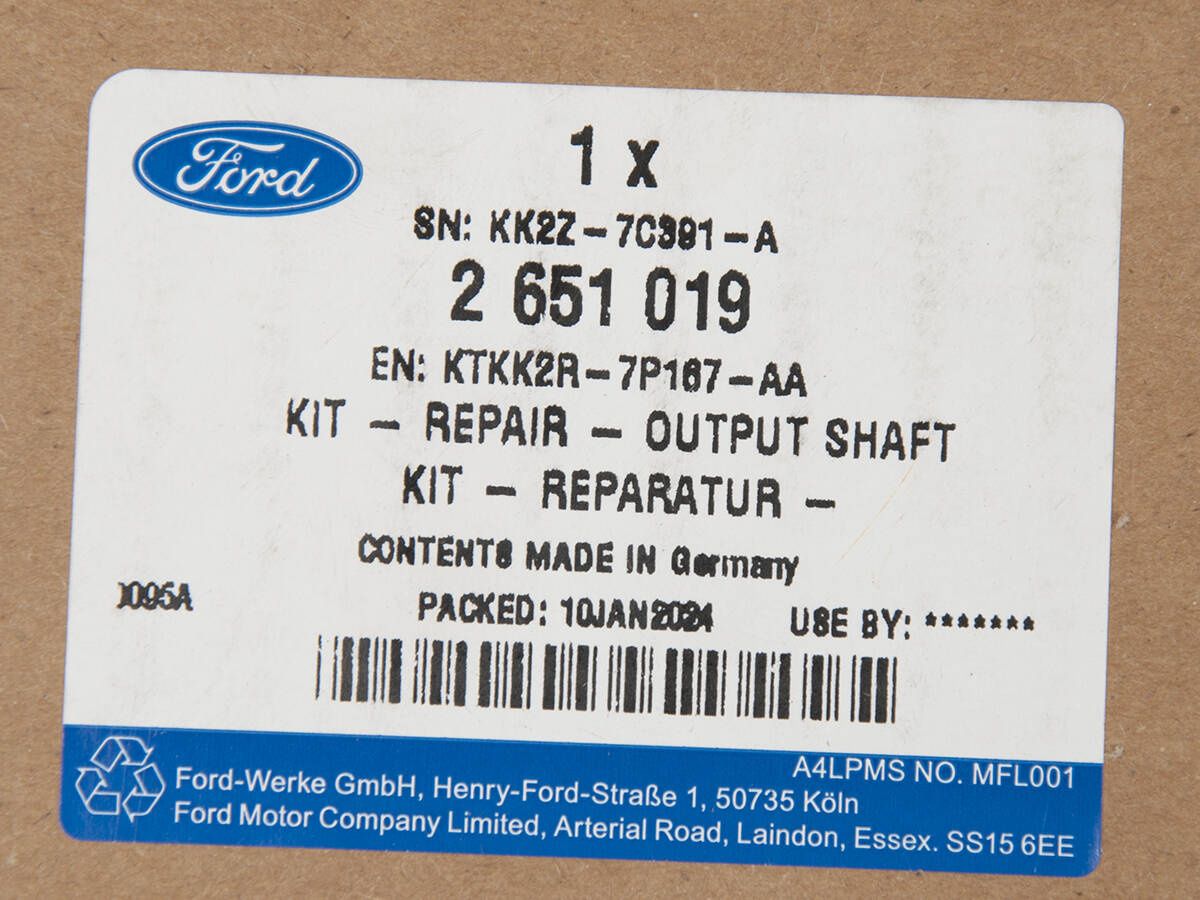 Ford
1 x
SN: KK2Z-7C391-A
2 651 019
EN: KTKK2R-7P167-AA
KIT - REPAIR - OUTPUT SHAFT
KIT - REPARATUR -
CONTENTS MADE IN Germany
PACKED: 10JAN2024 USE BY: *******
A4LPMS NO. MFL001
Ford-Werke GmbH, Henry-Ford-Straße 1, 50735 Köln
Ford Motor Company Limited, Arterial Road, Laindon, Essex. SS15 6EE